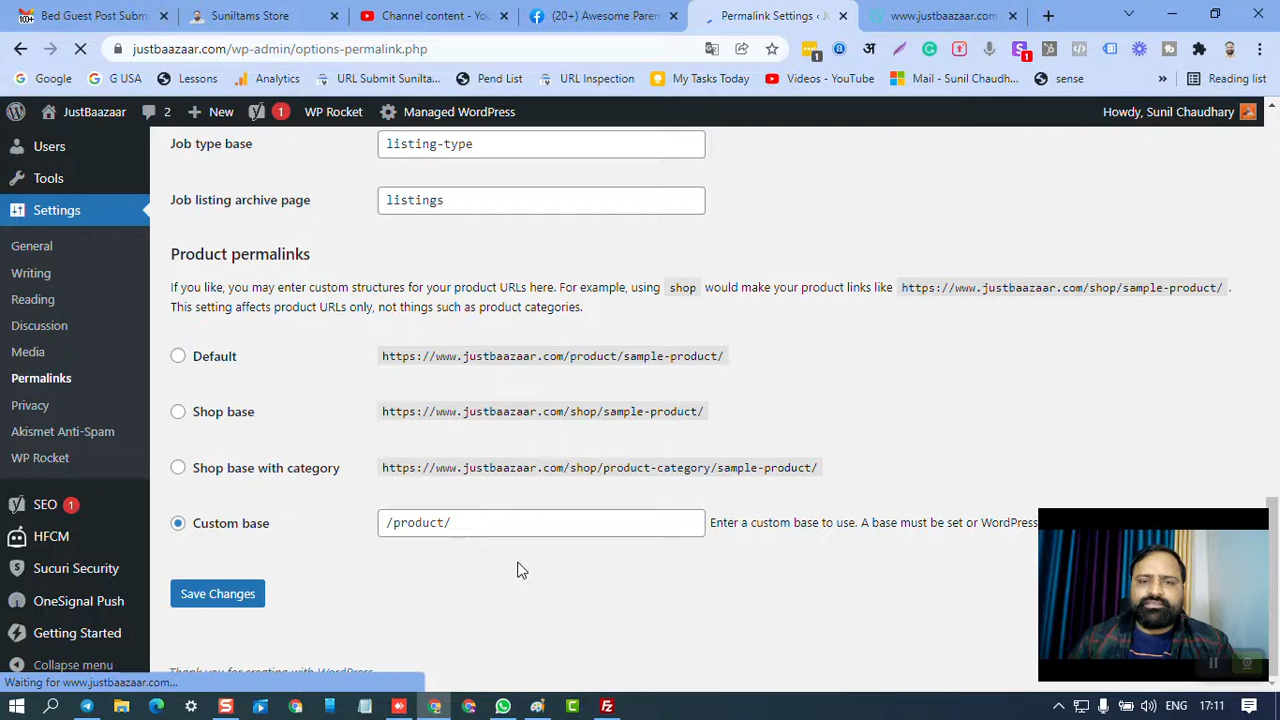 Bed Guest Post Subm
Suniltams Store
Channel content - You
(20+) Awesome Paren
Permalink Settings ‹ J
www.justbaazaar.com
justbaazaar.com/wp-admin/options-permalink.php
Google
G USA
Lessons
Analytics
URL Submit Sunilta...
Pend List
URL Inspection
My Tasks Today
Videos - YouTube
Mail - Sunil Chaudh...
sense
»
Reading list
JustBaazaar
2
New
1
WP Rocket
Managed WordPress
Howdy, Sunil Chaudhary
Users
Tools
Settings
General
Writing
Reading
Discussion
Media
Permalinks
Privacy
Akismet Anti-Spam
WP Rocket
SEO 1
HFCM
Sucuri Security
OneSignal Push
Getting Started
Collapse menu
Job type base
listing-type
Job listing archive page
listings
Product permalinks
If you like, you may enter custom structures for your product URLs here. For example, using shop would make your product links like https://www.justbaazaar.com/shop/sample-product/ .
This setting affects product URLs only, not things such as product categories.
Default
https://www.justbaazaar.com/product/sample-product/
Shop base
https://www.justbaazaar.com/shop/sample-product/
Shop base with category
https://www.justbaazaar.com/shop/product-category/sample-product/
Custom base
/product/
Enter a custom base to use. A base must be set or WordPress
Save Changes
Thank you for creating with WordPress
Waiting for www.justbaazaar.com...
ENG
17:11